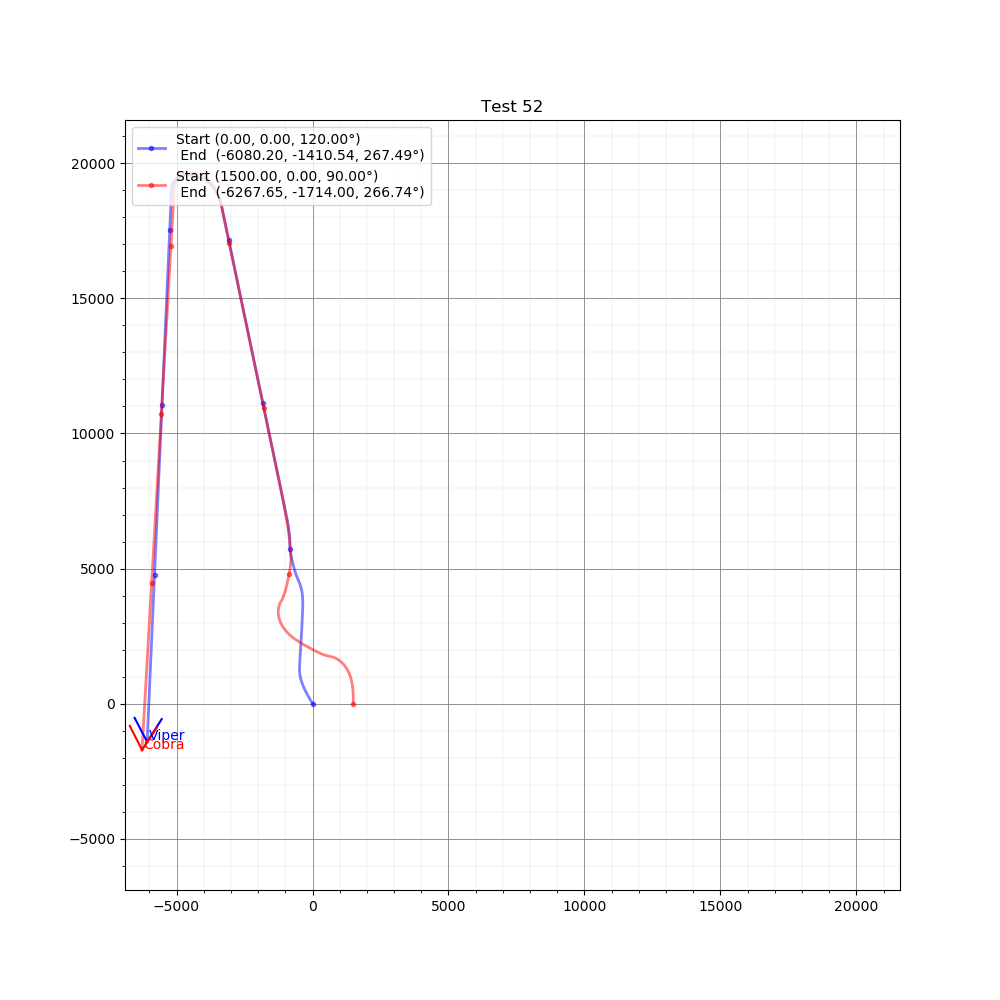 Test 52
Start (0.00, 0.00, 120.00°)
End (-6080.20, -1410.54, 267.49°)
Start (1500.00, 0.00, 90.00°)
End (-6267.65, -1714.00, 266.74°)
20000
15000
10000
5000
0
−5000
Viper
Cobra
−5000 0 5000 10000 15000 20000